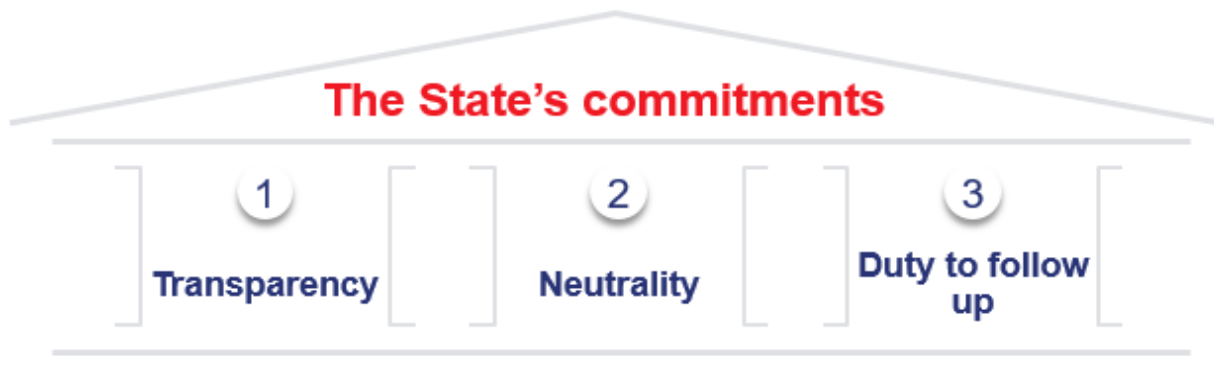 The State's commitments
1
Transparency
2
Neutrality
3
Duty to follow
up